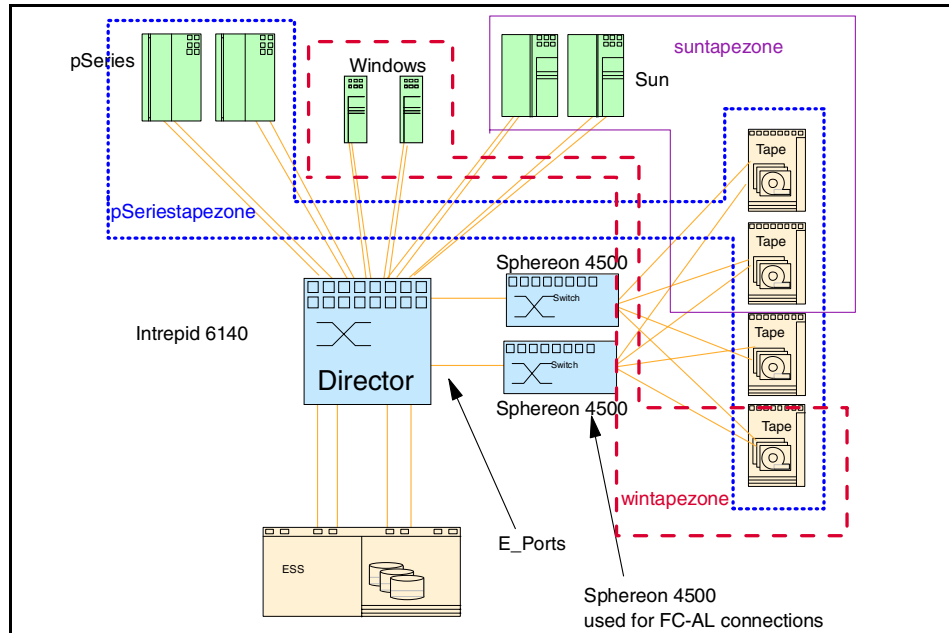 suntapezone
pSeries
Windows
Sun
Tape
pSeriestapezone
Tape
Sphereon 4500
Switch
Intrepid 6140
Tape
Director
Switch
Sphereon 4500
Tape
wintapezone
E_Ports
ESS
Sphereon 4500
used for FC-AL connections